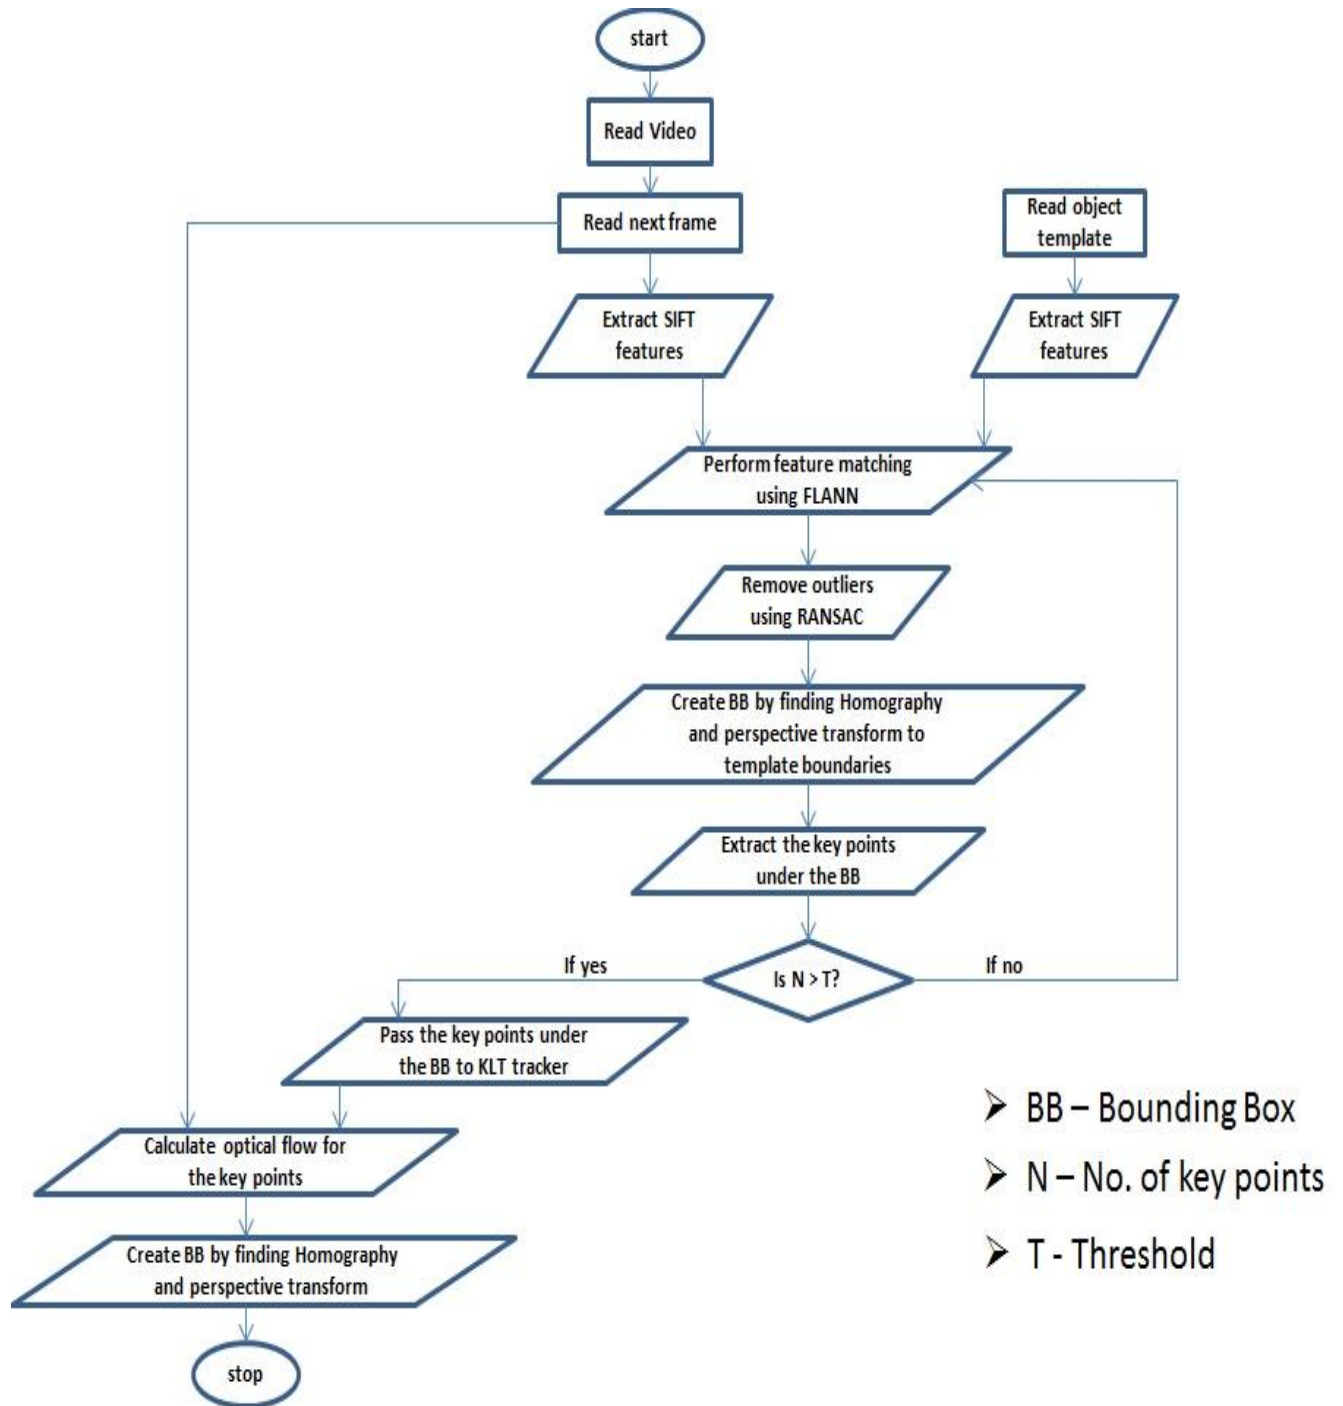 start
Read Video
Read next frame
Read object
template
Extract SIFT
features
Extract SIFT
features
Perform feature matching
using FLANN
Remove outliers
using RANSAC
Create BB by finding Homography
and perspective transform to
template boundaries
Extract the key points
under the BB
Is N > T?
If yes
If no
Pass the key points under
the BB to KLT tracker
Calculate optical flow for
the key points
Create BB by finding Homography
and perspective transform
stop
➢ BB – Bounding Box
➢ N – No. of key points
➢ T - Threshold